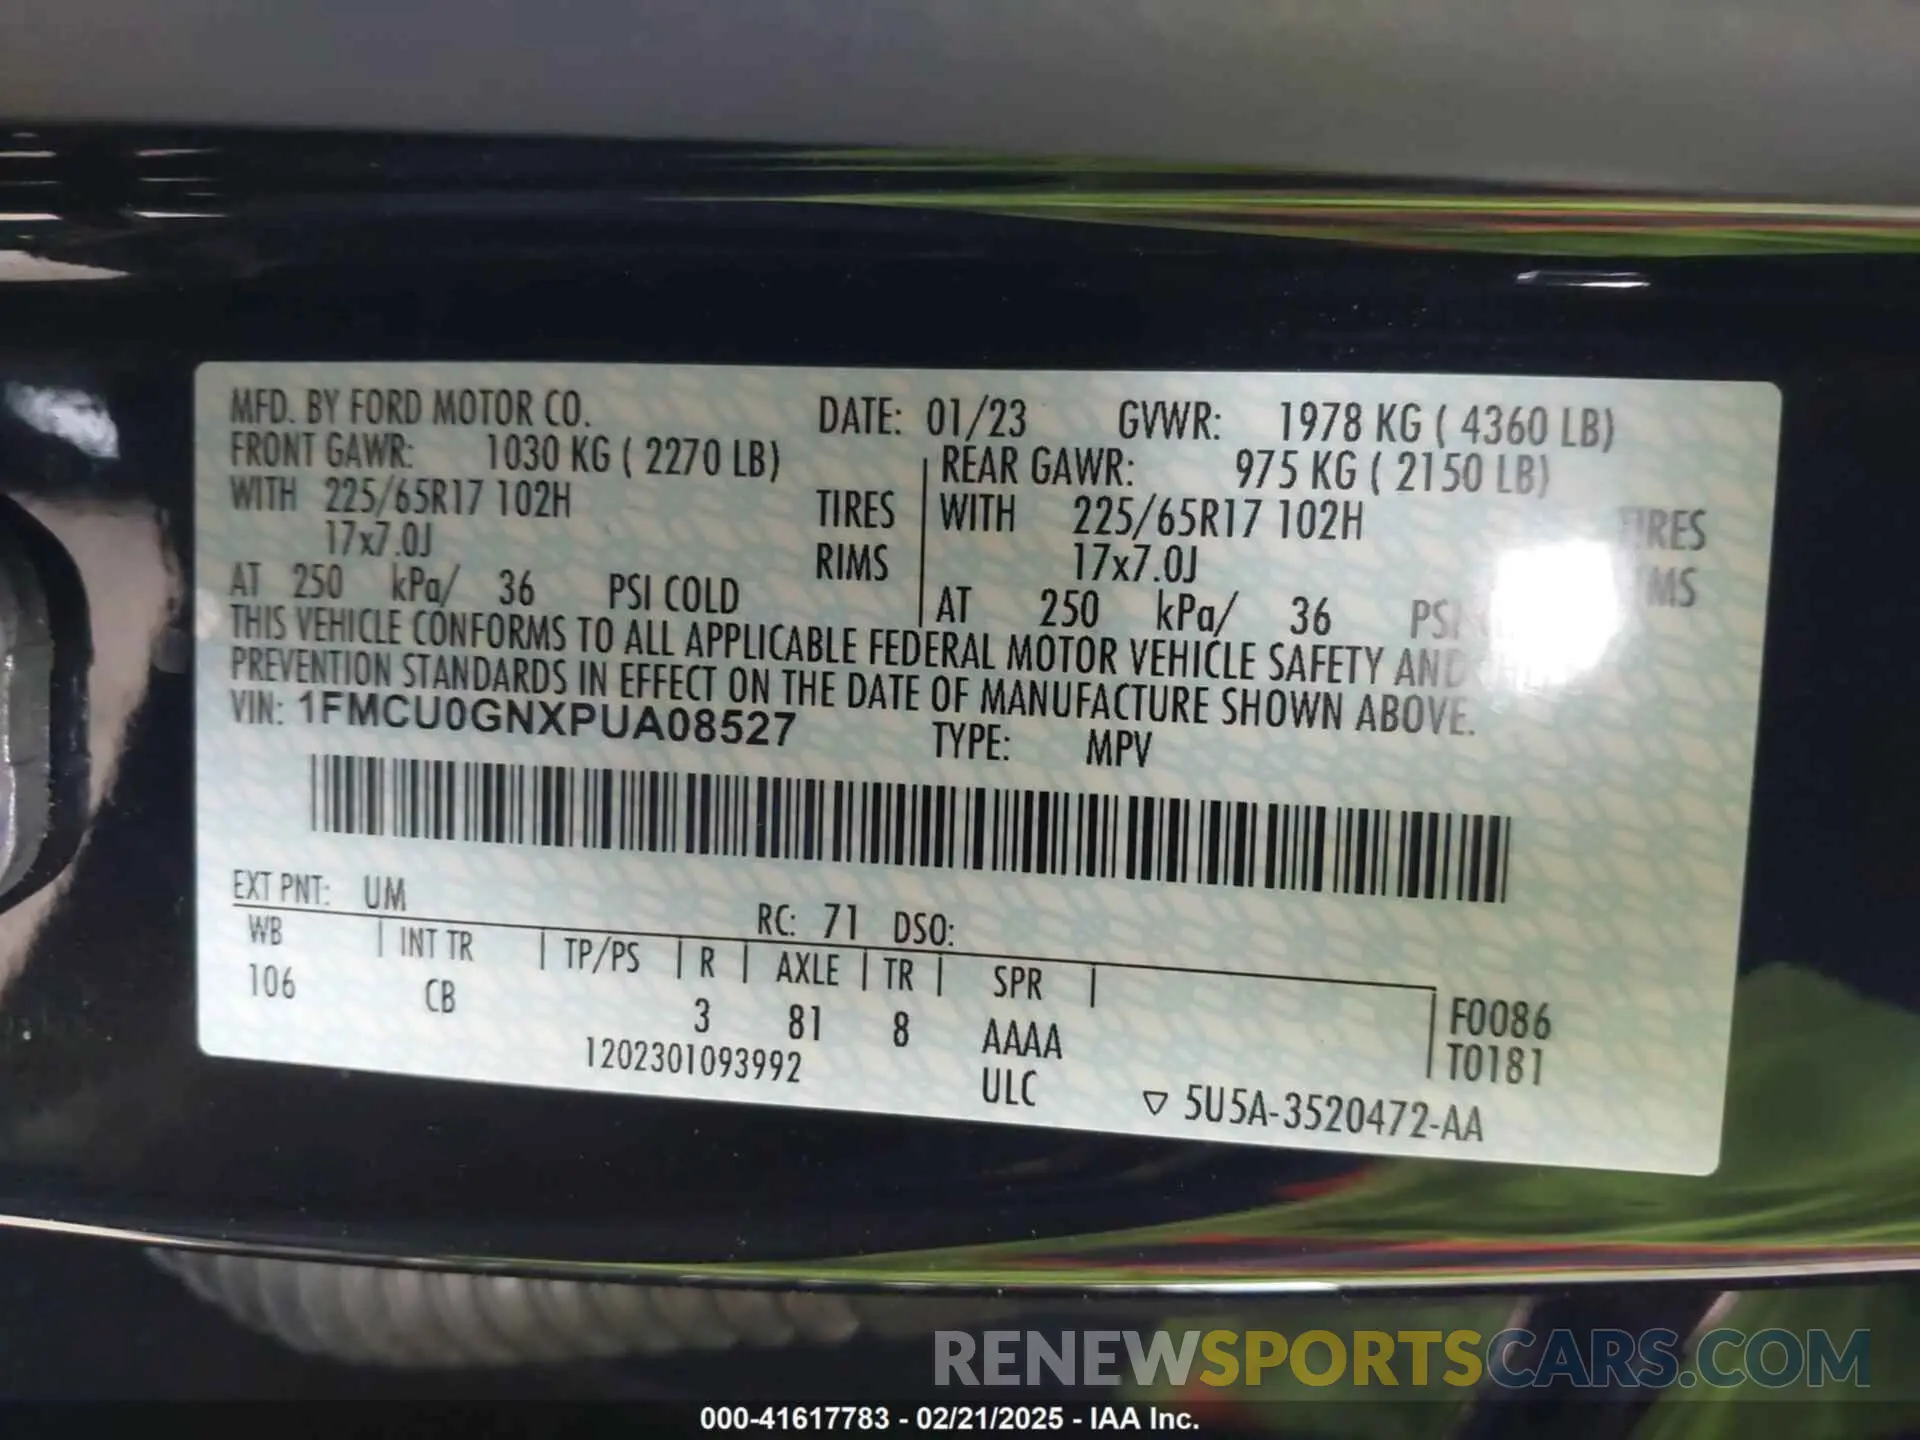 MFD. BY FORD MOTOR CO. DATE: 01/23 GVWR: 1978 KG ( 4360 LB)
FRONT GAWR: 1030 KG ( 2270 LB) REAR GAWR: 975 KG ( 2150 LB)
WITH 225/65R17 102H TIRES WITH 225/65R17 102H TIRES
17x7.0J RIMS 17x7.0J RIMS
AT 250 kPa/ 36 PSI COLD AT 250 kPa/ 36 PSI
THIS VEHICLE CONFORMS TO ALL APPLICABLE FEDERAL MOTOR VEHICLE SAFETY AND
PREVENTION STANDARDS IN EFFECT ON THE DATE OF MANUFACTURE SHOWN ABOVE.
VIN: 1FMCU0GNXPUA08527 TYPE: MPV
EXT PNT: UM RC: 71 DSO:
WB INT TR TP/PS R AXLE TR SPR
106 CB 3 81 8 AAAA F0086
1202301093992 ULC T0181
▽ 5U5A-3520472-AA
RENEWSPORTSCARS.COM
000-41617783 - 02/21/2025 - IAA Inc.